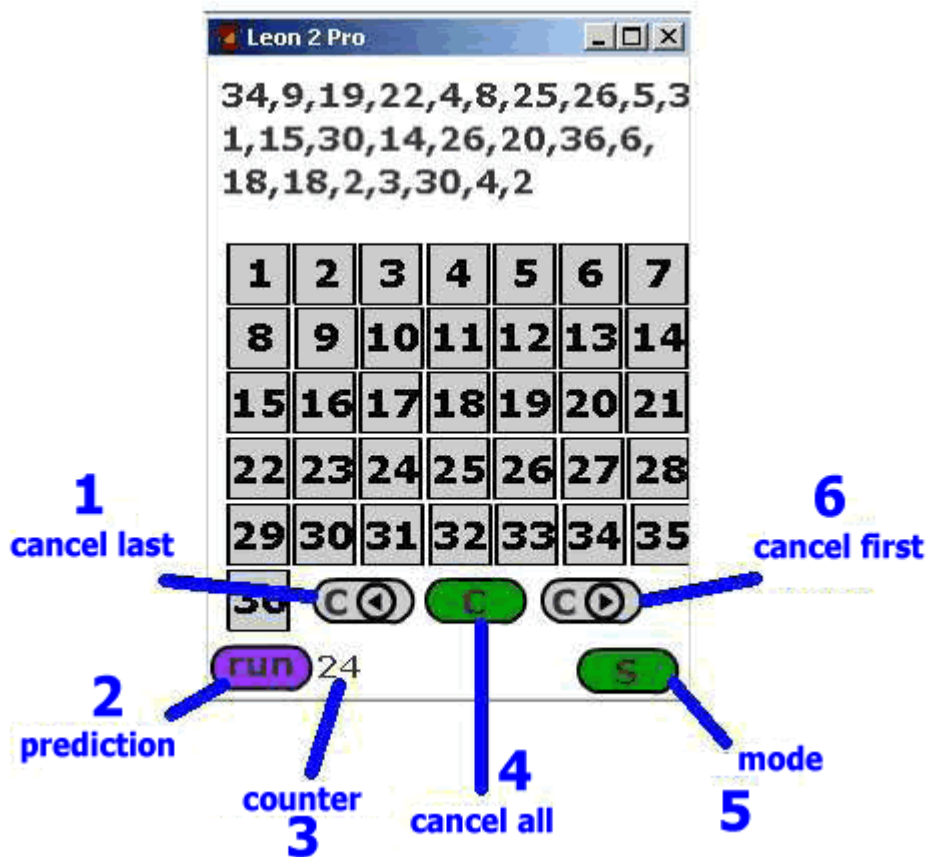 Leon 2 Pro
34,9,19,22,4,8,25,26,5,3
1,15,30,14,26,20,36,6,
18,18,2,3,30,4,2
1 2 3 4 5 6 7
8 9 10 11 12 13 14
15 16 17 18 19 20 21
22 23 24 25 26 27 28
29 30 31 32 33 34 35
36 C C C
run 24 S
1
cancel last
2
prediction
counter
3
4
cancel all
mode
5
6
cancel first